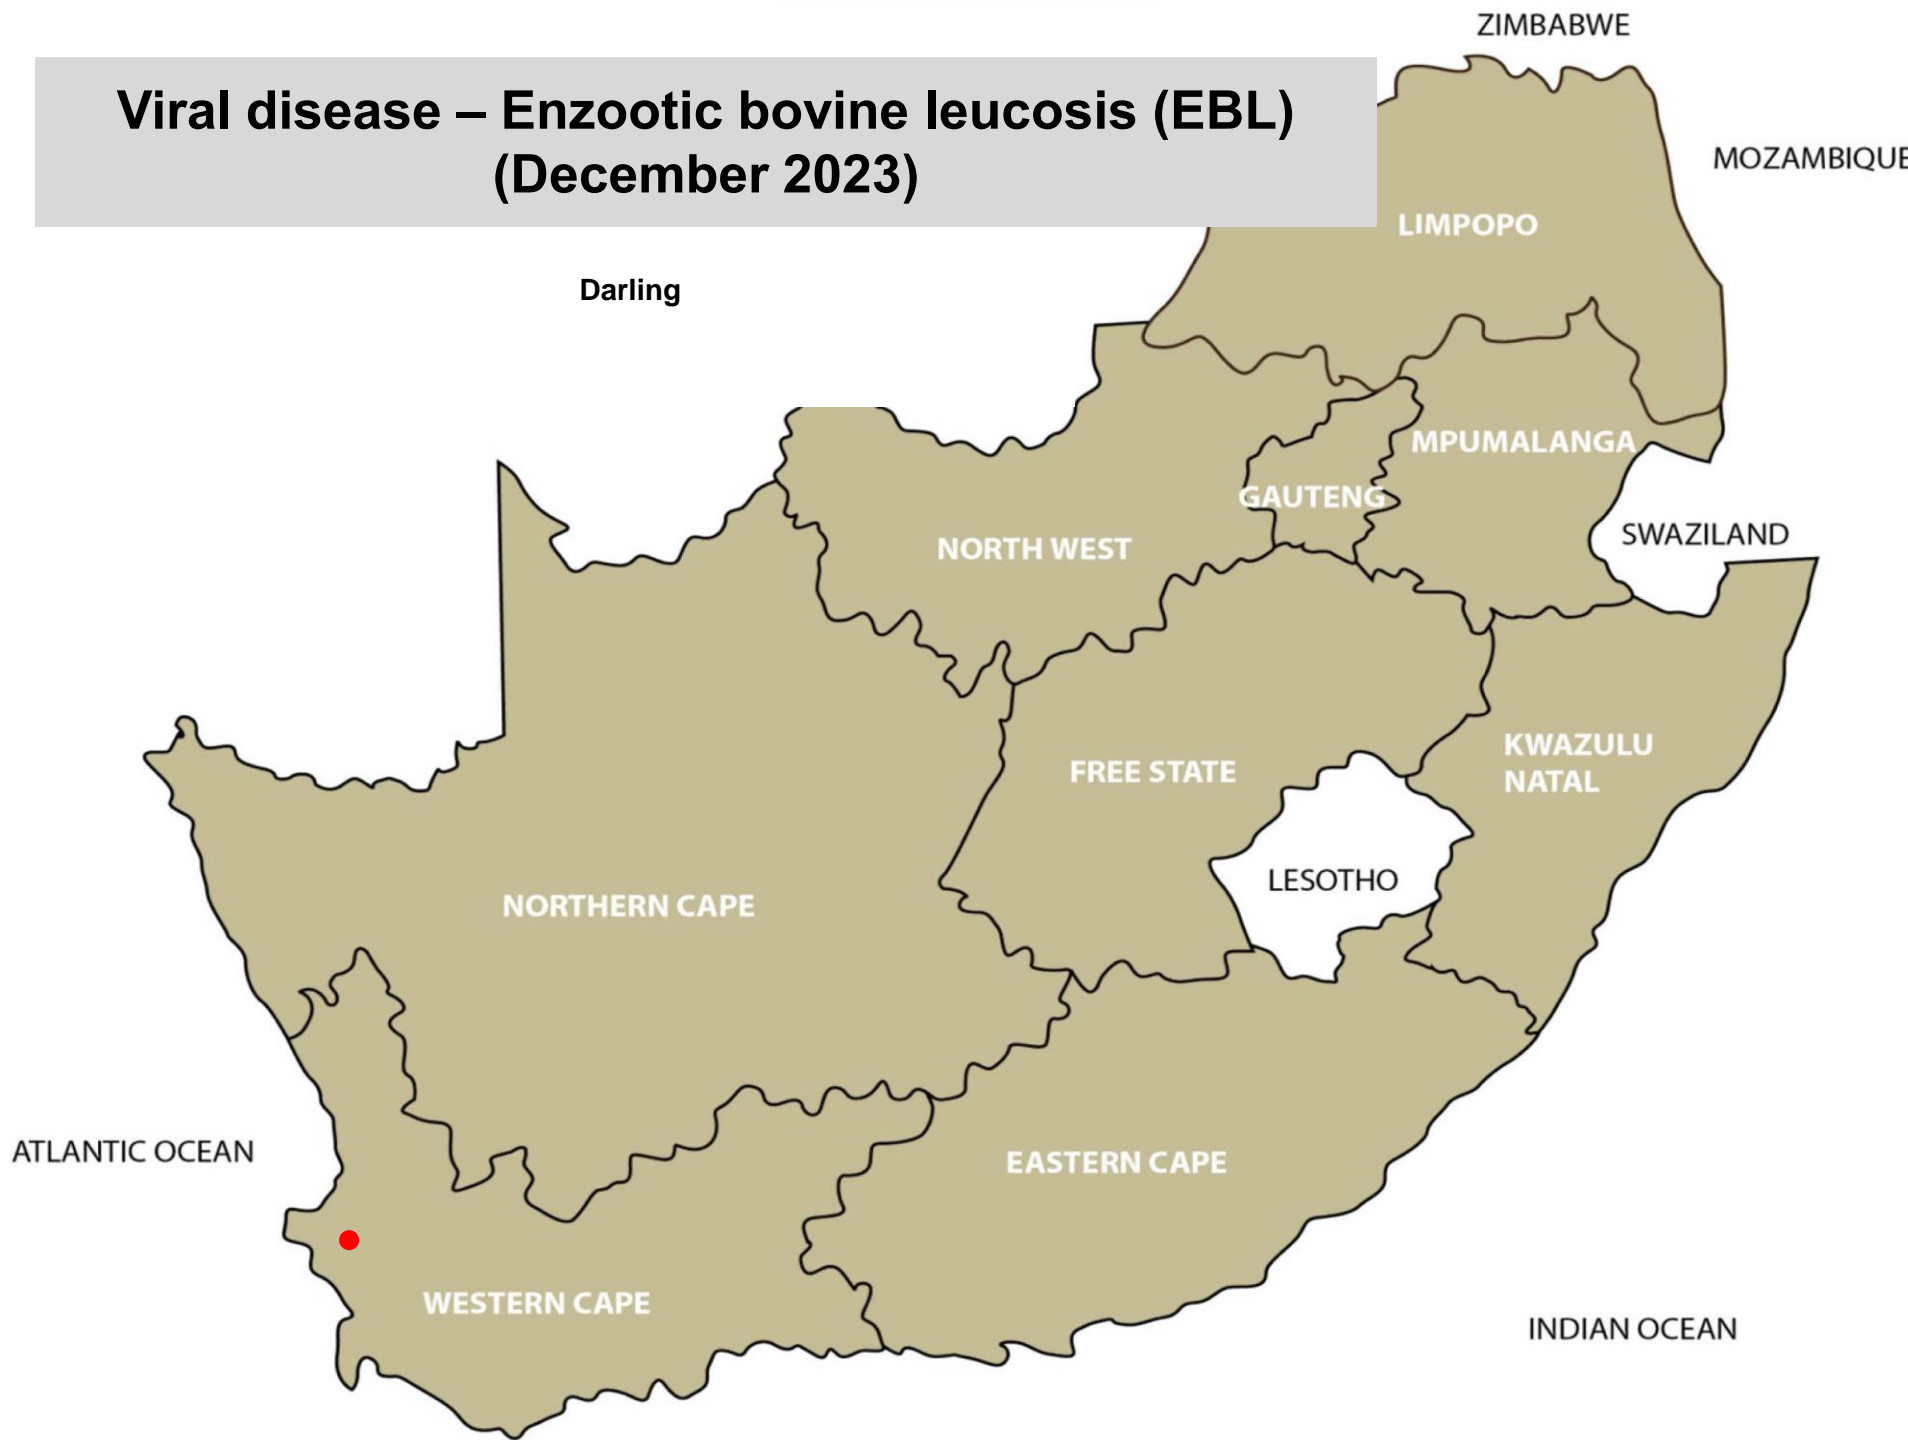 ZIMBABWE
Viral disease – Enzootic bovine leucosis (EBL)
(December 2023)
MOZAMBIQUE
LIMPOPO
Darling
MPUMALANGA
GAUTENG
SWAZILAND
NORTH WEST
KWAZULU
NATAL
FREE STATE
LESOTHO
NORTHERN CAPE
ATLANTIC OCEAN
EASTERN CAPE
WESTERN CAPE
INDIAN OCEAN